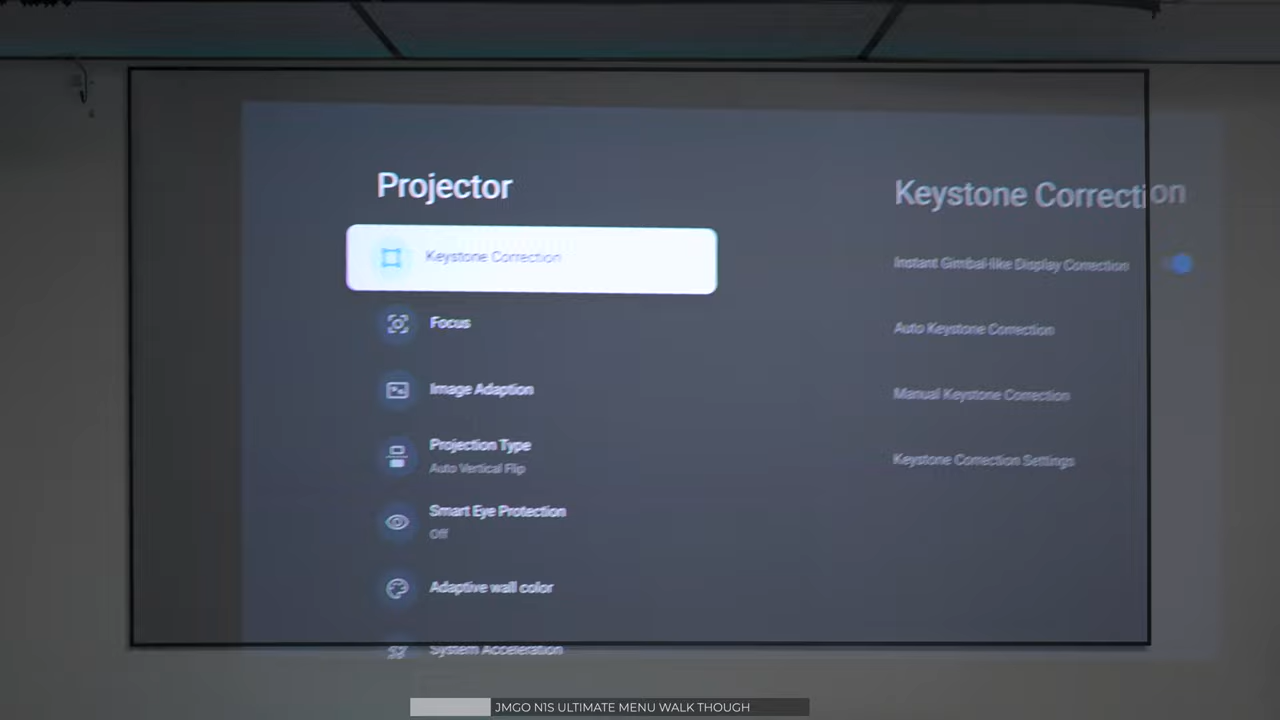 Projector
Keystone Correction
Focus
Image Adaption
Projection Type
Auto Vertical Flip
Smart Eye Protection
Off
Adaptive wall color
System Acceleration
Keystone Correction
Instant Gimbal-like Display Correction
Auto Keystone Correction
Manual Keystone Correction
Keystone Correction Settings
JMGO N1S ULTIMATE MENU WALK THOUGH